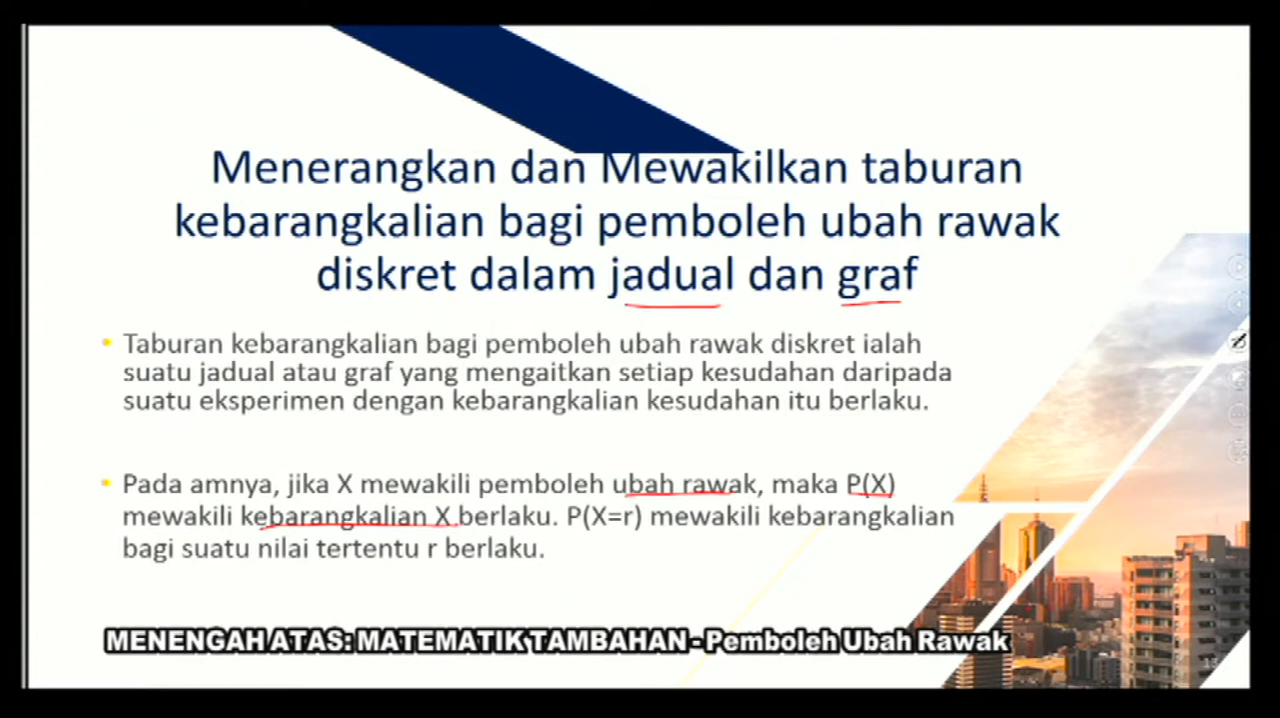 Menerangkan dan Mewakilkan taburan
kebarangkalian bagi pemboleh ubah rawak
diskret dalam jadual dan graf
• Taburan kebarangkalian bagi pemboleh ubah rawak diskret ialah
suatu jadual atau graf yang mengaitkan setiap kesudahan daripada
suatu eksperimen dengan kebarangkalian kesudahan itu berlaku.
• Pada amnya, jika X mewakili pemboleh ubah rawak, maka P(X)
mewakili kebarangkalian X berlaku. P(X=r) mewakili kebarangkalian
bagi suatu nilai tertentu r berlaku.
MENENGAH ATAS: MATEMATIK TAMBAHAN - Pemboleh Ubah Rawak
13